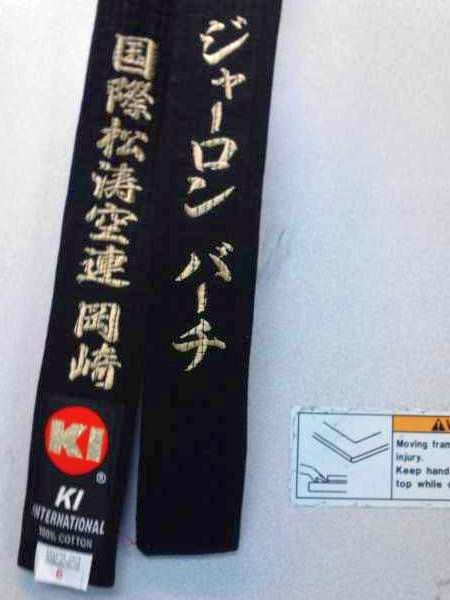 国際松涛空連 岡崎
ジャーロン バーチ
KI
®
KI
INTERNATIONAL
100% COTTON
6
Moving fram
injury.
Keep hand
top while